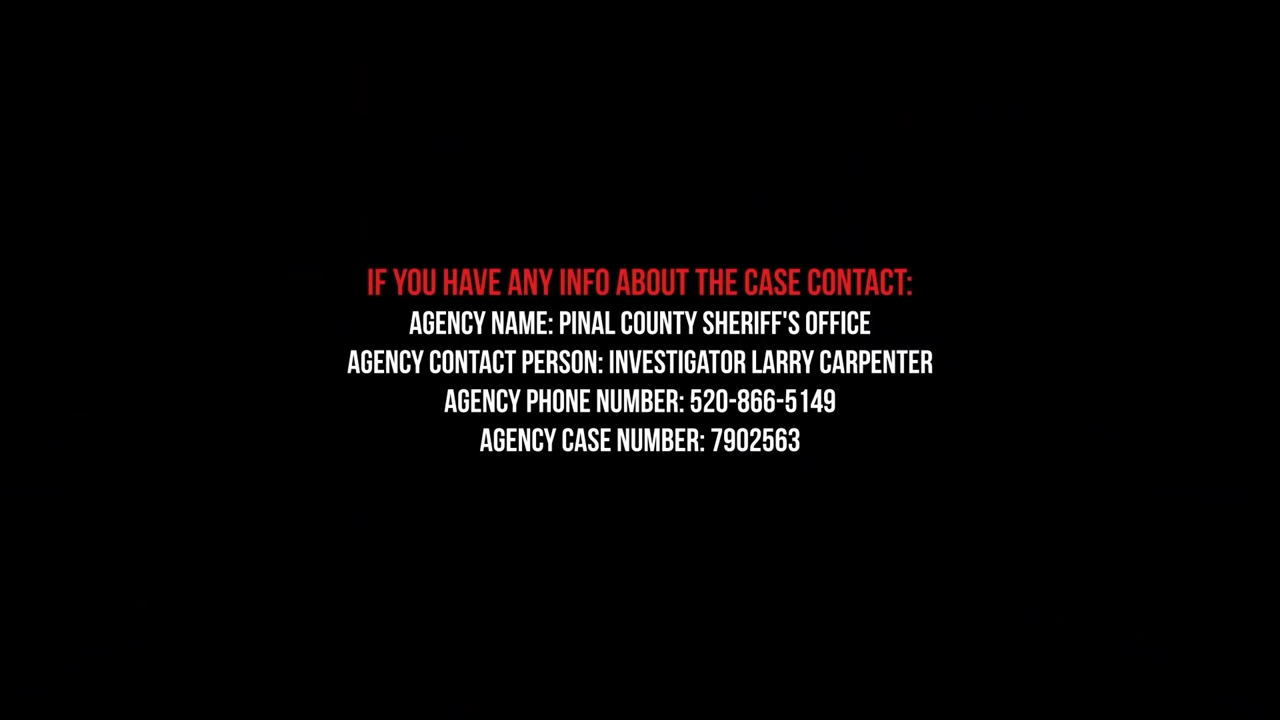 IF YOU HAVE ANY INFO ABOUT THE CASE CONTACT:
AGENCY NAME: PINAL COUNTY SHERIFF'S OFFICE
AGENCY CONTACT PERSON: INVESTIGATOR LARRY CARPENTER
AGENCY PHONE NUMBER: 520-866-5149
AGENCY CASE NUMBER: 7902563